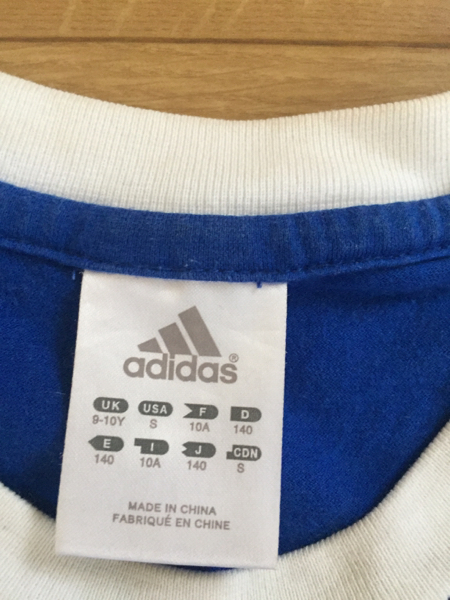 adidas®
UK USA F D
9-10Y S 10A 140
E I J CDN
140 10A 140 S
MADE IN CHINA
FABRIQUÉ EN CHINE